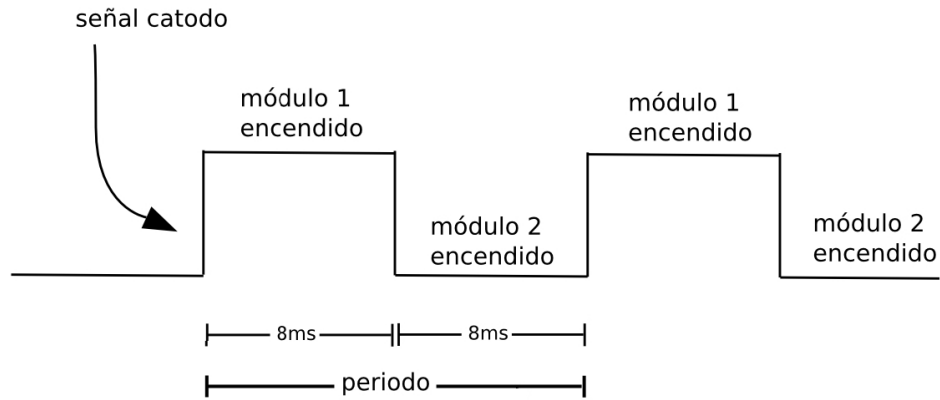 señal catodo
módulo 1
encendido
módulo 1
encendido
módulo 2
encendido
módulo 2
encendido
8ms
8ms
periodo